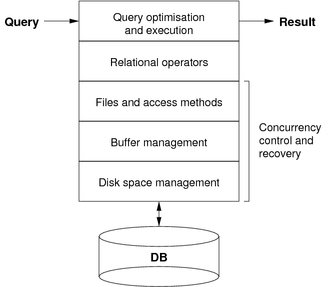 Query
Query optimisation
and execution
Result
Relational operators
Files and access methods
Buffer management
Disk space management
Concurrency
control and
recovery
DB